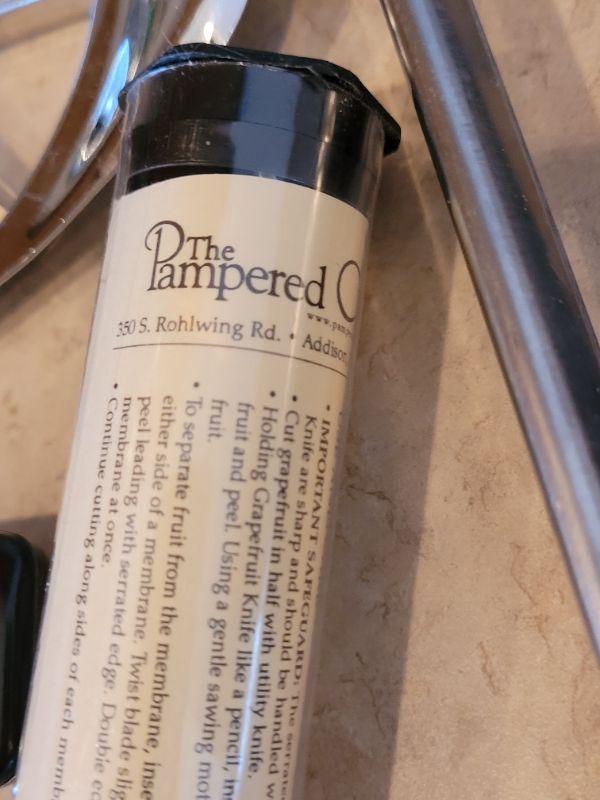 The
Pampered
350 S. Rohlwing Rd. • Addison,
• IMPORTANT SAFEGUARD: The
Knife are sharp and should be handled
• Cut grapefruit in half with utility knife.
• Holding Grapefruit Knife like a pencil,
fruit and peel. Using a gentle sawing
fruit.
• To separate fruit from the membrane,
either side of a membrane. Twist blade
peel leading with serrated edge.
membrane at once.
• Continue cutting along sides of each